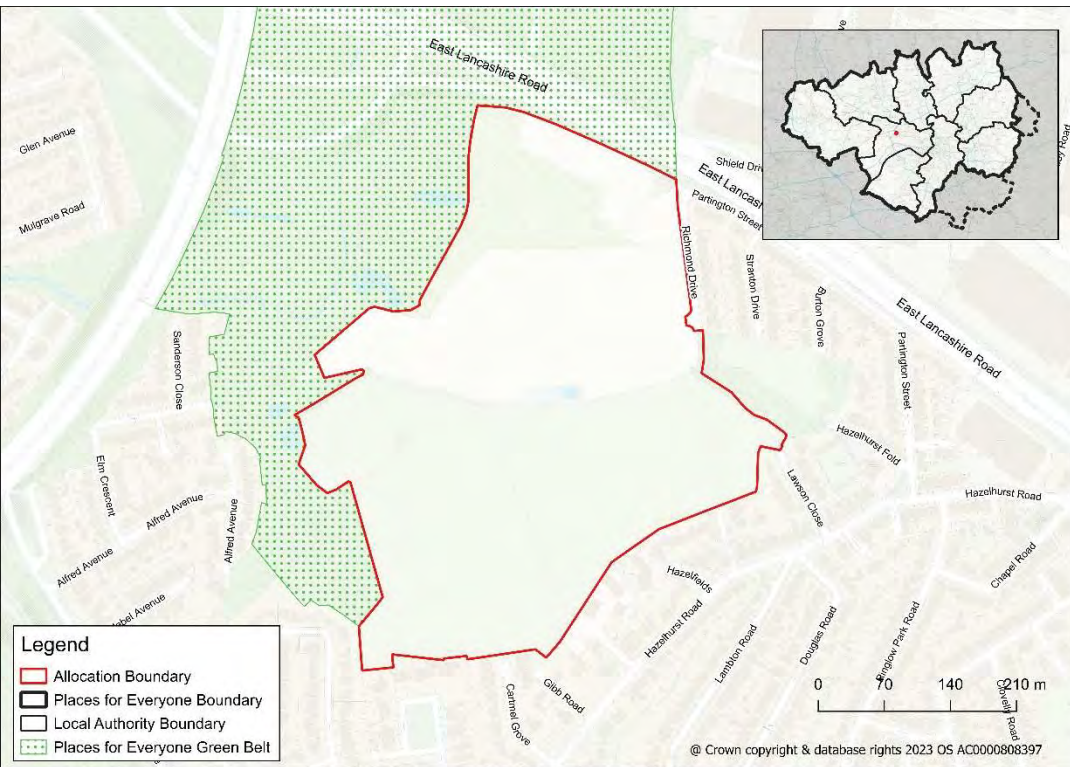 East Lancashire Road
Glen Avenue
Mulgrave Road
Shield
East
Partington Street
Road
Richmond Drive
Stranton Drive
Burton Grove
East Lancashire Road
Sanderson Close
Partington Street
Hazelhurst Fold
Elm Crescent
Alfred Avenue
Alfred Avenue
Alfred Avenue
Lawson Close
Hazelhurst Road
Chapel Road
Hazelfields
Hazelhurst Road
Lambton Road
Douglas Road
Avenue
Cartmel Grove
Gibb Road
Clovelly Road
Legend
Allocation Boundary
Places for Everyone Boundary
Local Authority Boundary
Places for Everyone Green Belt
0 70 140 210 m
@ Crown copyright & database rights 2023 OS AC0000808397